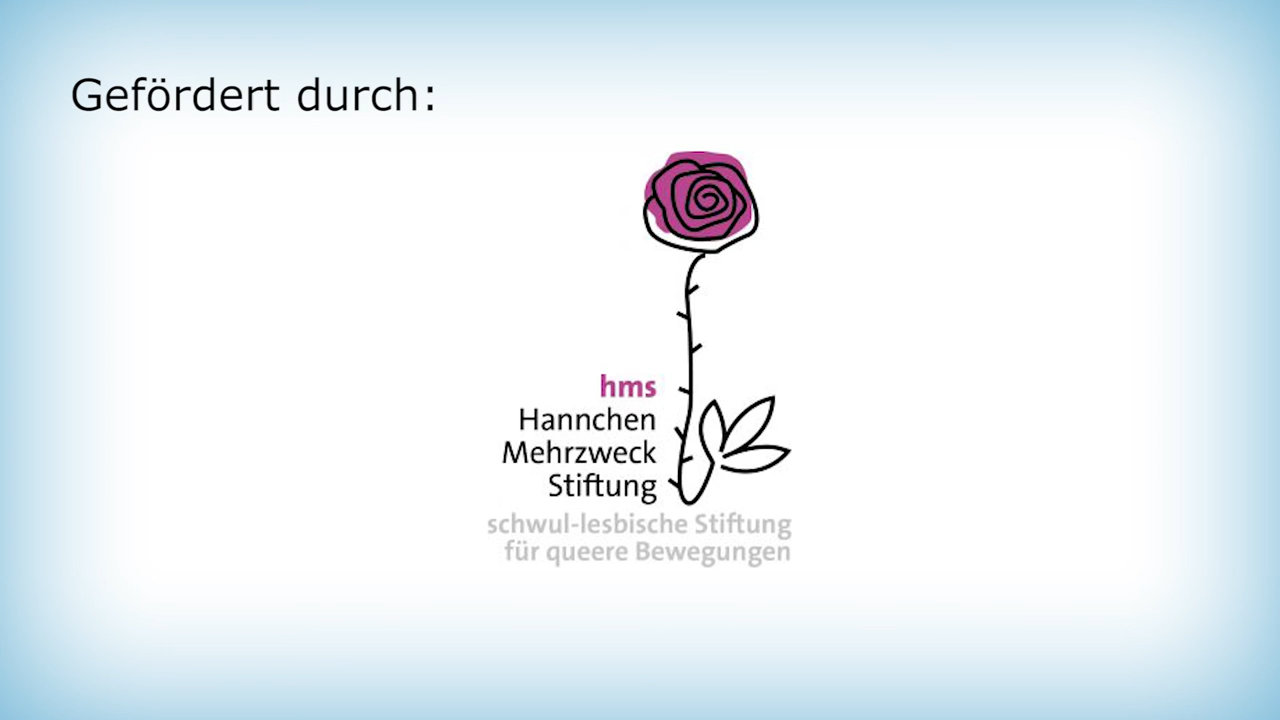 Gefördert durch:
hms
Hannchen
Mehrzweck
Stiftung
schwul-lesbische Stiftung
für queere Bewegungen